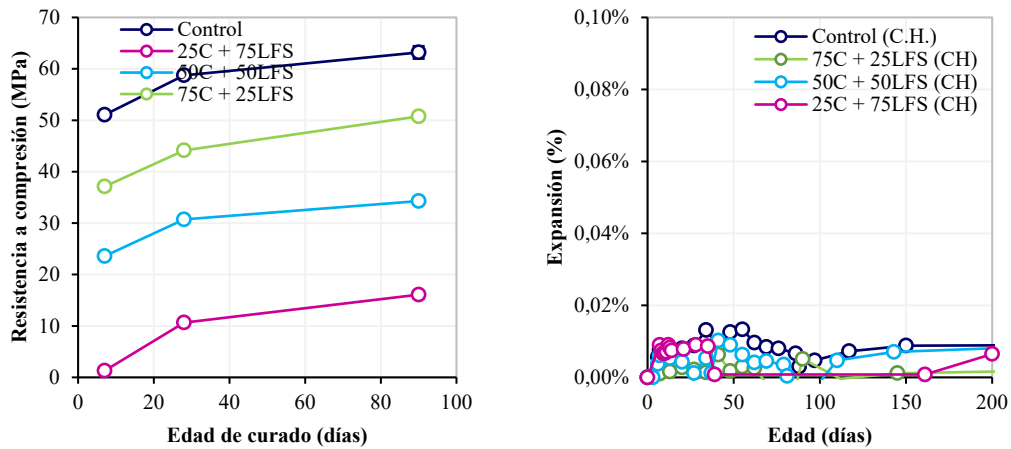 70
60
50
40
30
20
10
0
Resistencia a compresión (MPa)
Control
25C + 75LFS
50C + 50LFS
75C + 25LFS
0
20
40
60
80
100
Edad de curado (días)
0,10%
0,08%
0,06%
0,04%
0,02%
0,00%
Expansión (%)
Control (C.H.)
75C + 25LFS (CH)
50C + 50LFS (CH)
25C + 75LFS (CH)
0
50
100
150
200
Edad (días)